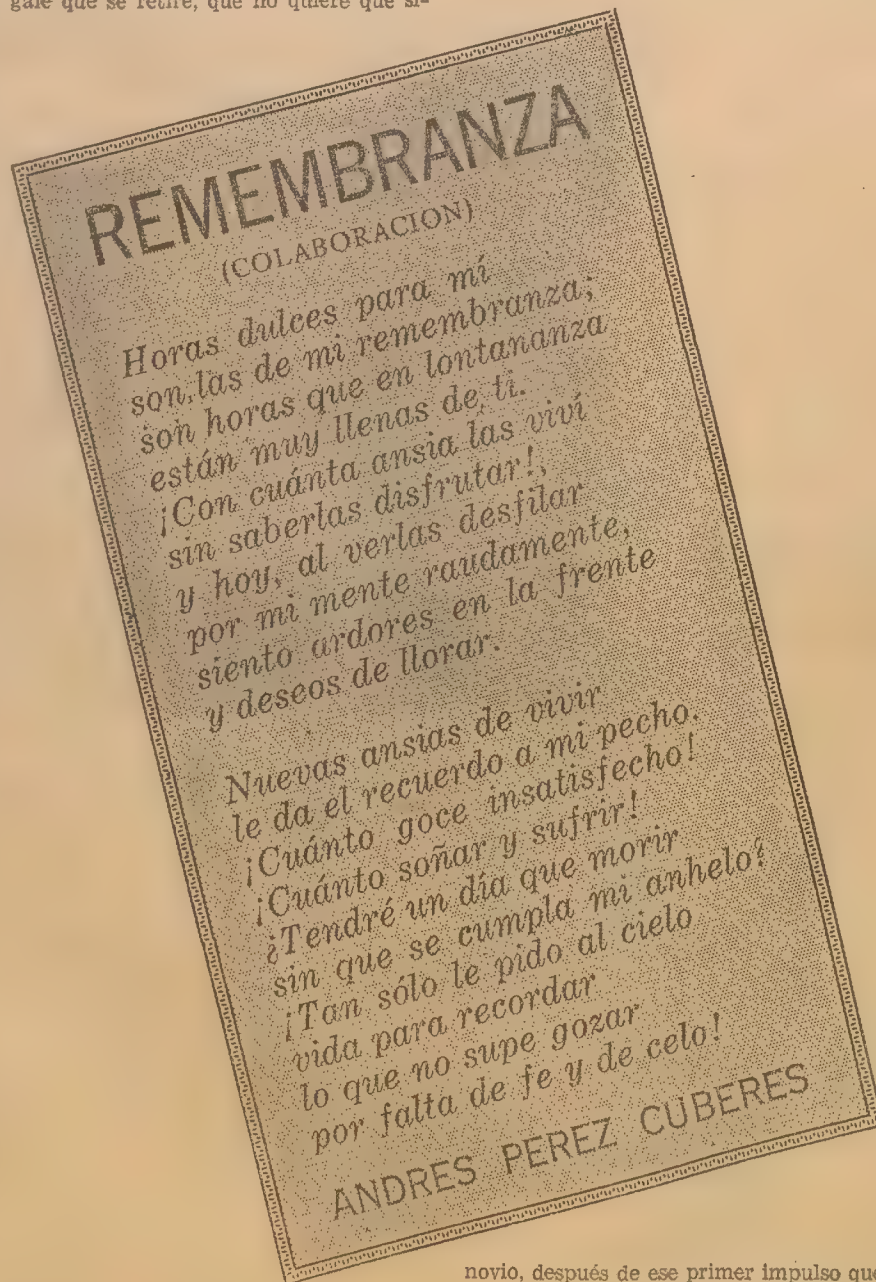 gale que se retire, que no quiere que si-
REMEMBRANZA
(COLABORACION)
Horas dulces para mí
son las de mi remembranza;
son horas que en lontananza
están muy llenas de ti.
¡Con cuánta ansia las viví
sin saberlas disfrutar!,
y hoy, al verlas desfilar
por mi mente raudamente,
siento ardores en la frente
y deseos de llorar.
Nuevas ansias de vivir
le da el recuerdo a mi pecho.
¡Cuánto goce insatisfecho!
¡Cuánto soñar y sufrir!
¿Tendré un día que morir
sin que se cumpla mi anhelo?
¡Tan sólo le pido al cielo
vida para recordar
lo que no supe gozar
por falta de fe y de celo!
ANDRES PEREZ CUBERES
novio, después de ese primer impulso que